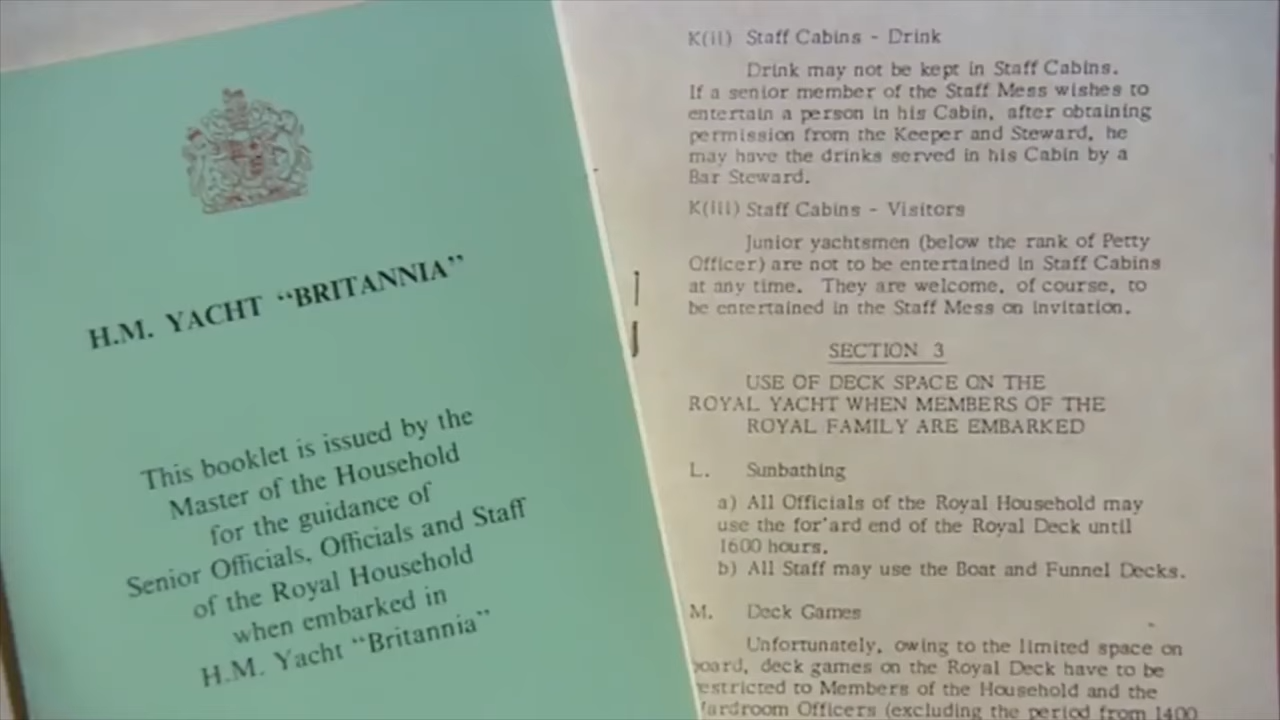 H.M. YACHT “BRITANNIA”
This booklet is issued by the
Master of the Household
for the guidance of
Senior Officials, Officials and Staff
of the Royal Household
when embarked in
H.M. Yacht “Britannia”
K(ii) Staff Cabins - Drink
Drink may not be kept in Staff Cabins.
If a senior member of the Staff Mess wishes to
entertain a person in his Cabin, after obtaining
permission from the Keeper and Steward, he
may have the drinks served in his Cabin by a
Bar Steward.
K(iii) Staff Cabins - Visitors
Junior yachtsmen (below the rank of Petty
Officer) are not to be entertained in Staff Cabins
at any time. They are welcome, of course, to
be entertained in the Staff Mess on invitation.
SECTION 3
USE OF DECK SPACE ON THE
ROYAL YACHT WHEN MEMBERS OF THE
ROYAL FAMILY ARE EMBARKED
L. Sunbathing
a) All Officials of the Royal Household may
use the for'ard end of the Royal Deck until
1600 hours.
b) All Staff may use the Boat and Funnel Decks.
M. Deck Games
Unfortunately, owing to the limited space on
oard, deck games on the Royal Deck have to be
estricted to Members of the Household and the
ardroom Officers (excluding the period from 1400